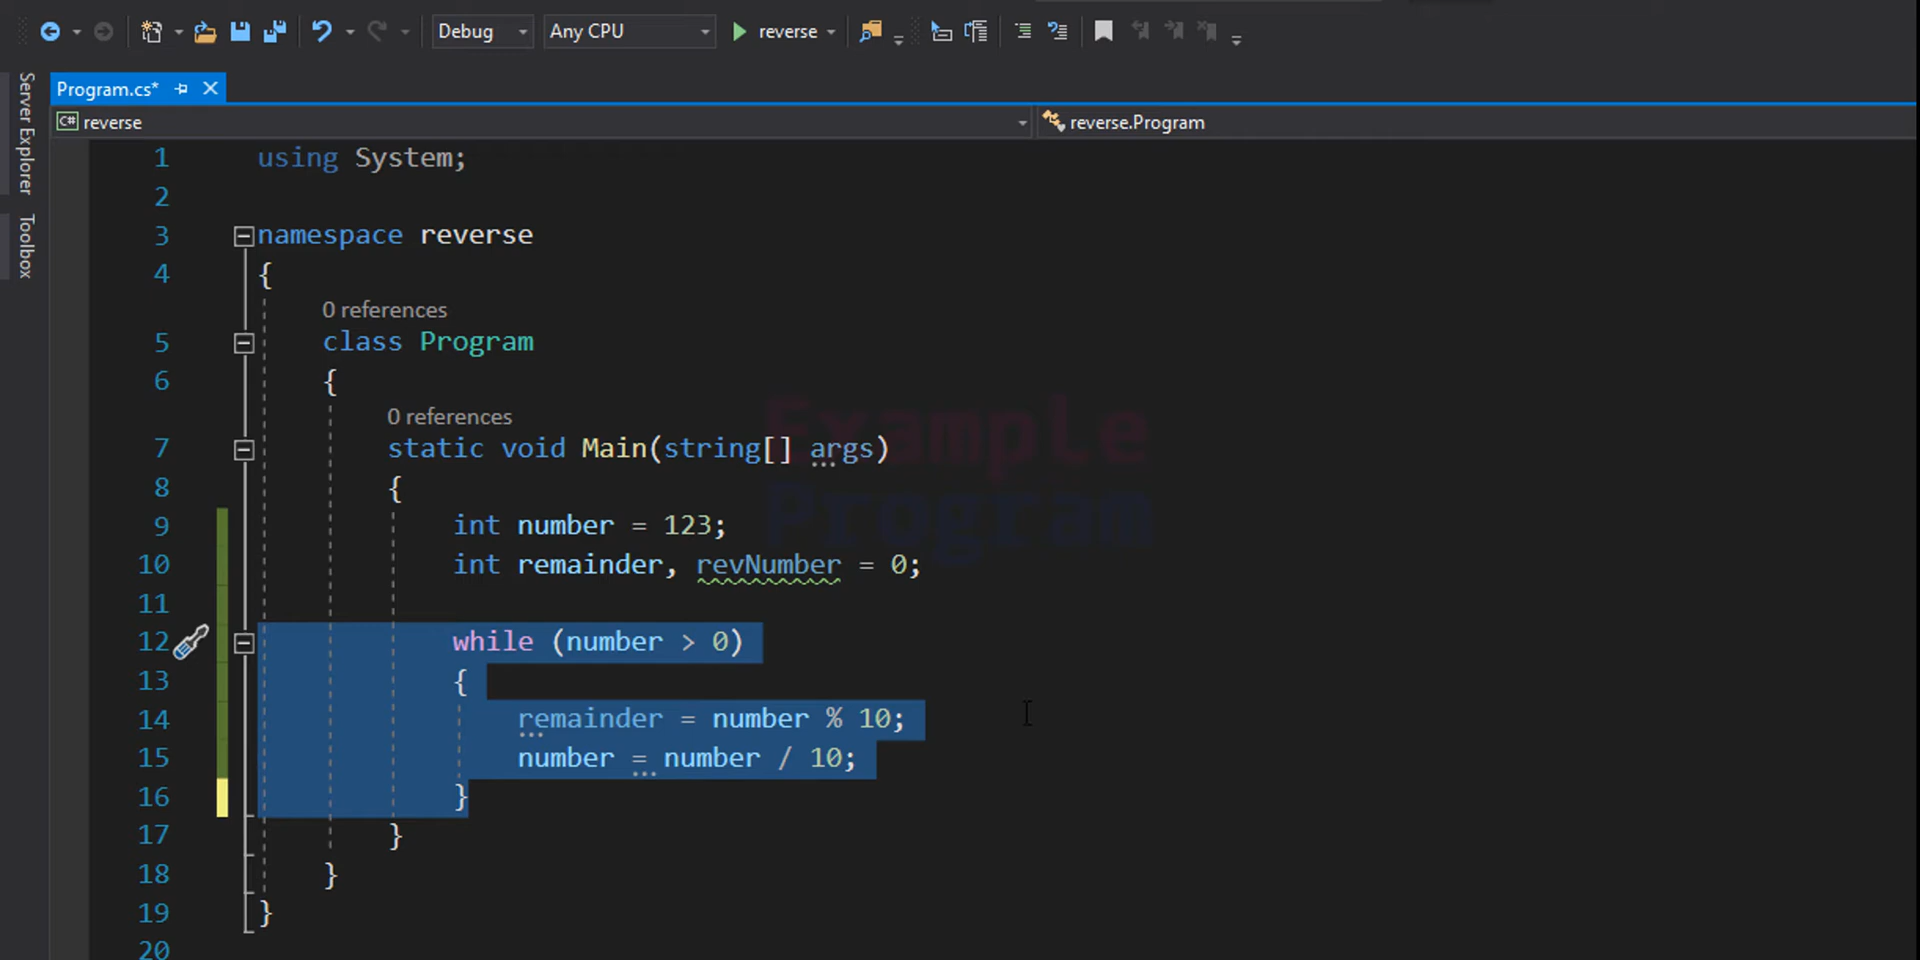 Debug Any CPU reverse
Server Explorer
Toolbox
Program.cs*
C# reverse reverse.Program
1 using System;
2
3 namespace reverse
4 {
0 references
5 class Program
6 {
0 references
7 static void Main(string[] args)
8 {
9 int number = 123;
10 int remainder, revNumber = 0;
11
12 while (number > 0)
13 {
14 remainder = number % 10;
15 number = number / 10;
16 }
17 }
18 }
19 }
20
Example
Program